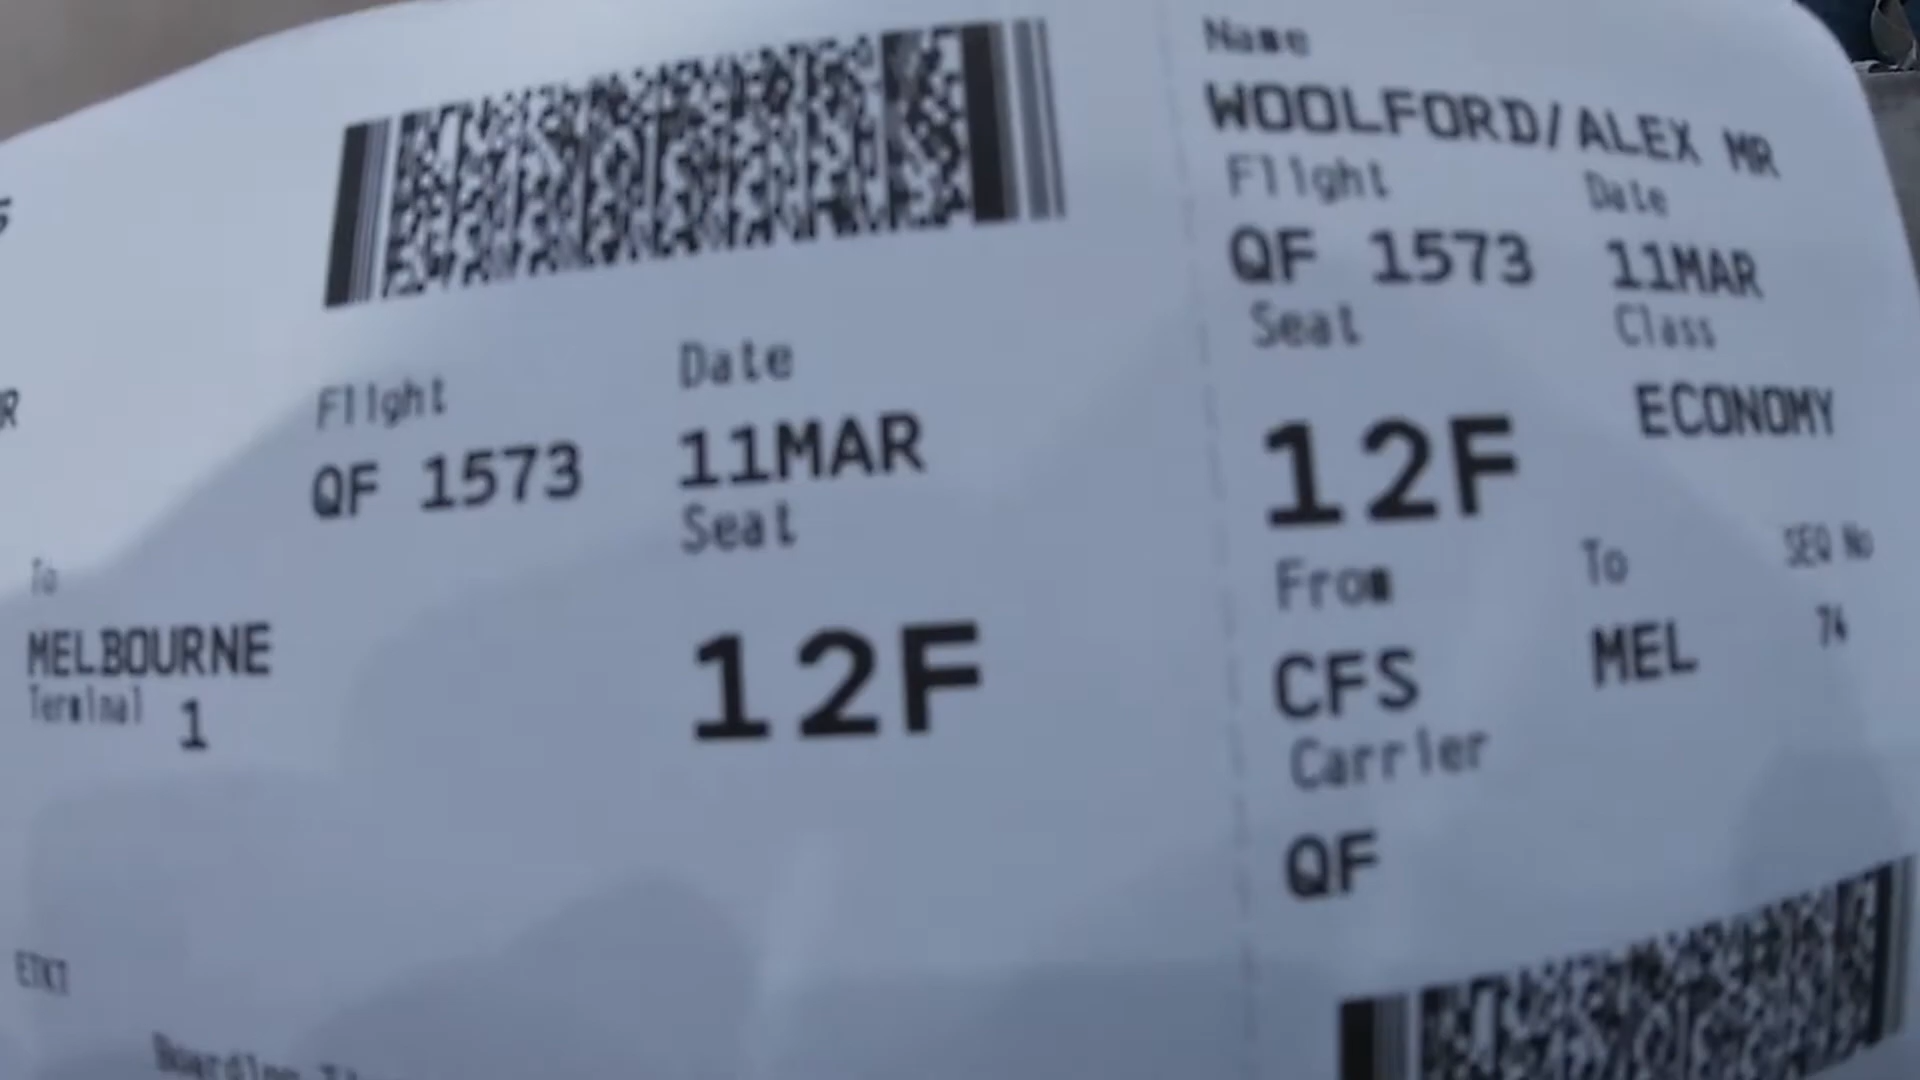 Flight
Date
QF 1573
11MAR
Seat
To
MELBOURNE
Terminal 1
12F
ETKT
Boarding
Name
WOOLFORD/ALEX MR
Flight
Date
QF 1573
11MAR
Seat
Class
12F
ECONOMY
From
To
SEQ No
CFS
MEL
74
Carrier
QF